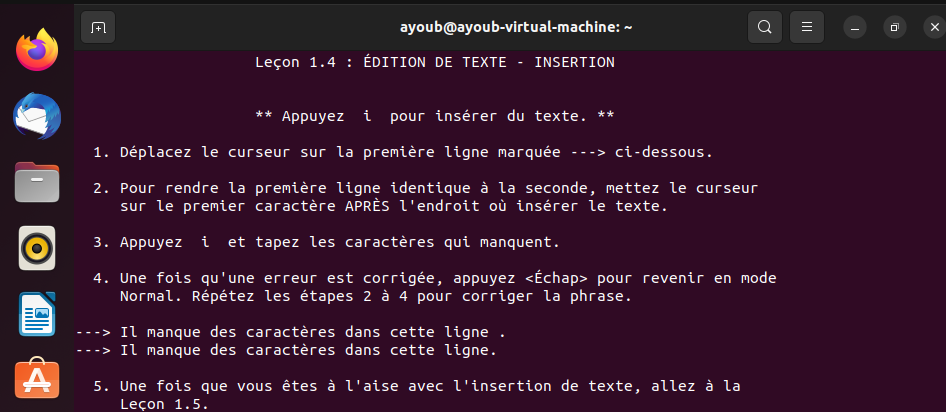 ayoub@ayoub-virtual-machine: ~
Leçon 1.4 : ÉDITION DE TEXTE - INSERTION
** Appuyez  i  pour insérer du texte. **
1. Déplacez le curseur sur la première ligne marquée ---> ci-dessous.
2. Pour rendre la première ligne identique à la seconde, mettez le curseur
sur le premier caractère APRÈS l'endroit où insérer le texte.
3. Appuyez  i  et tapez les caractères qui manquent.
4. Une fois qu'une erreur est corrigée, appuyez <Échap> pour revenir en mode
Normal. Répétez les étapes 2 à 4 pour corriger la phrase.
---> Il manque des caractères dans cette ligne .
---> Il manque des caractères dans cette ligne.
5. Une fois que vous êtes à l'aise avec l'insertion de texte, allez à la
Leçon 1.5.